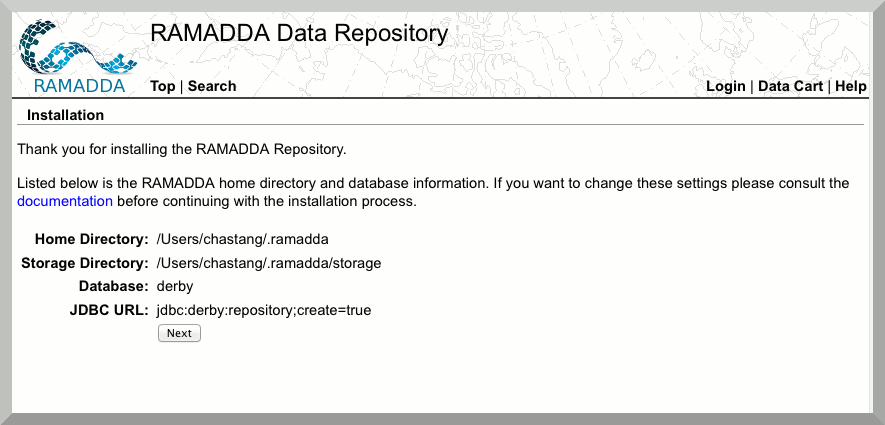 RAMADDA Data Repository
RAMADDA
Top | Search
Login | Data Cart | Help
Installation
Thank you for installing the RAMADDA Repository.
Listed below is the RAMADDA home directory and database information. If you want to change these settings please consult the
documentation before continuing with the installation process.
Home Directory: /Users/chastang/.ramadda
Storage Directory: /Users/chastang/.ramadda/storage
Database: derby
JDBC URL: jdbc:derby:repository;create=true
Next